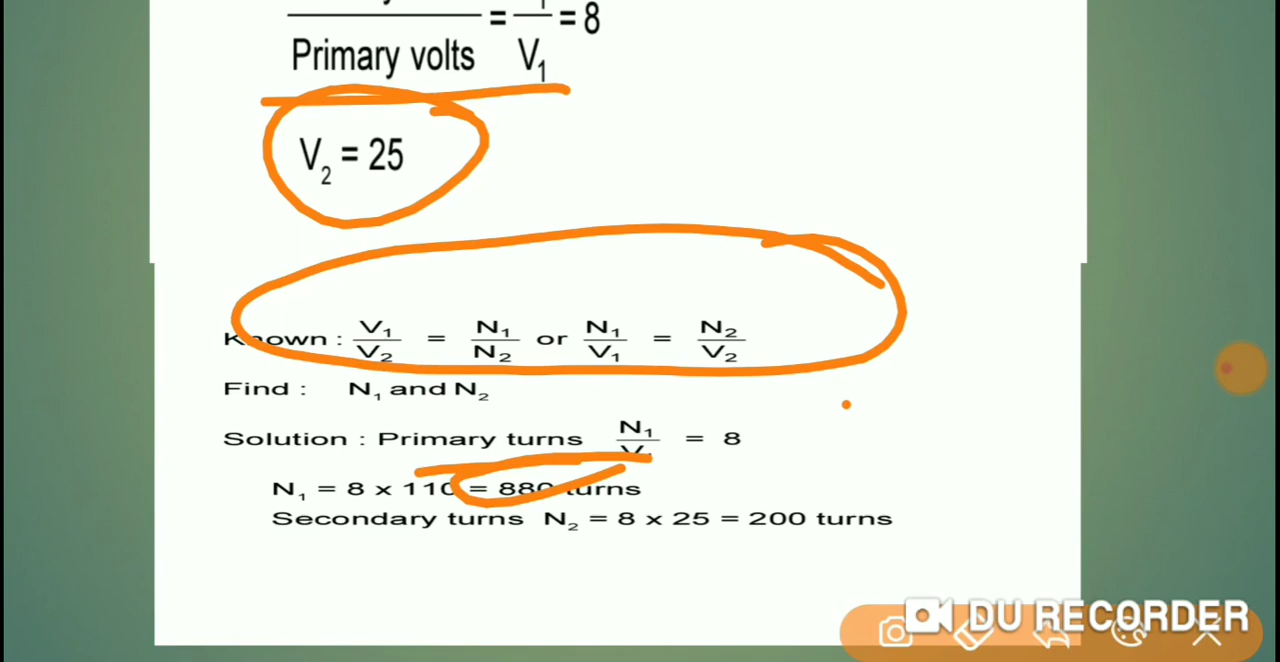 = = 8
Primary volts V₁
V₂ = 25
Known : V₁/V₂ = N₁/N₂ or N₁/V₁ = N₂/V₂
Find : N₁ and N₂
Solution : Primary turns N₁/V₁ = 8
N₁ = 8 x 110 = 880 turns
Secondary turns N₂ = 8 x 25 = 200 turns
DU RECORDER